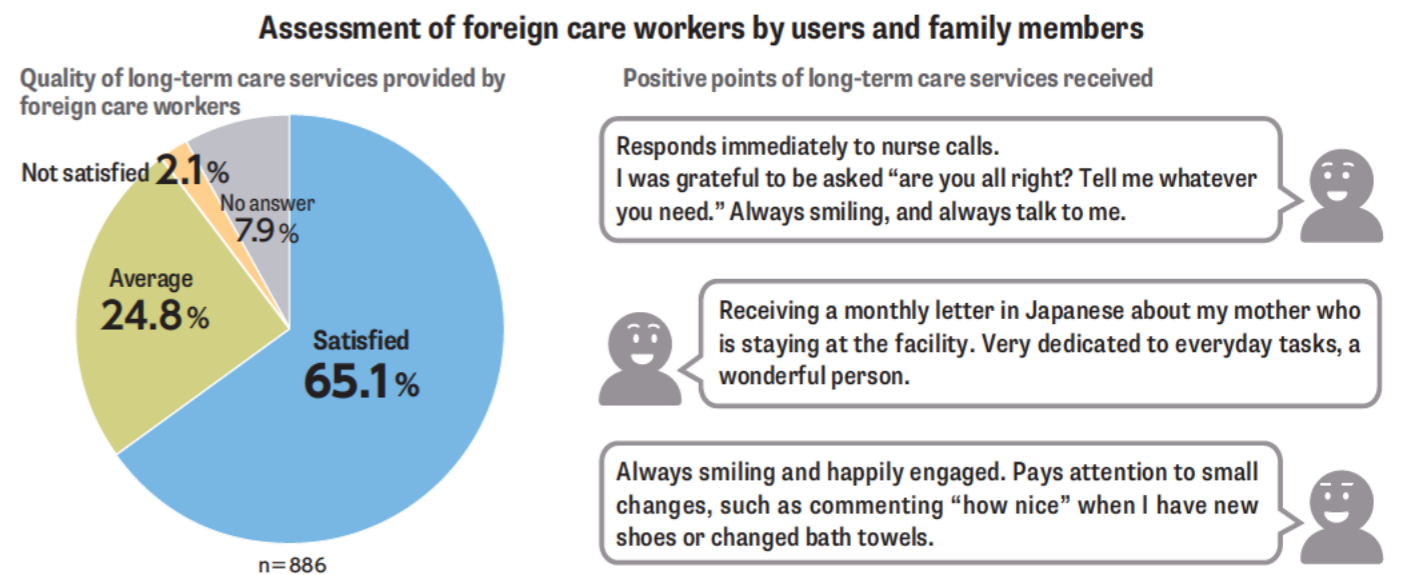 Assessment of foreign care workers by users and family members
Quality of long-term care services provided by
foreign care workers
Not satisfied 2.1%
No answer
7.9%
Average
24.8%
Satisfied
65.1%
n=886
Positive points of long-term care services received
Responds immediately to nurse calls.
I was grateful to be asked “are you all right? Tell me whatever
you need.” Always smiling, and always talk to me.
Receiving a monthly letter in Japanese about my mother who
is staying at the facility. Very dedicated to everyday tasks, a
wonderful person.
Always smiling and happily engaged. Pays attention to small
changes, such as commenting “how nice” when I have new
shoes or changed bath towels.